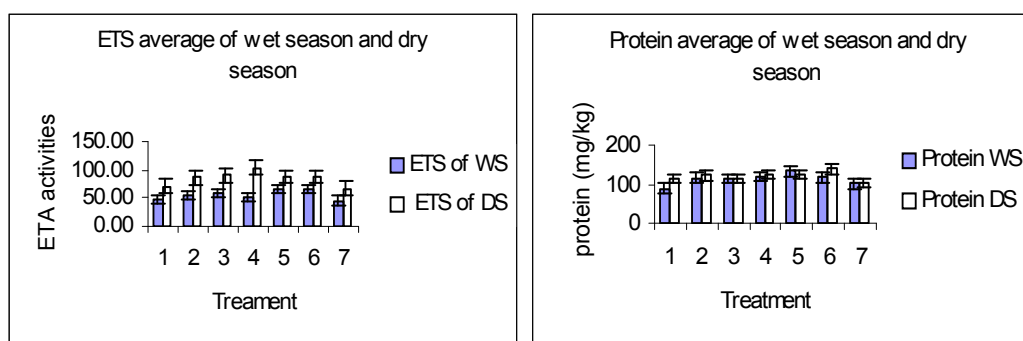 ETS average of wet season and dry
season
ETA activities
150.00
100.00
50.00
0.00
1 2 3 4 5 6 7
Treament
ETS of WS
ETS of DS
Protein average of wet season and dry
season
protein (mg/kg)
200
100
0
1 2 3 4 5 6 7
Treatment
Protein WS
Protein DS